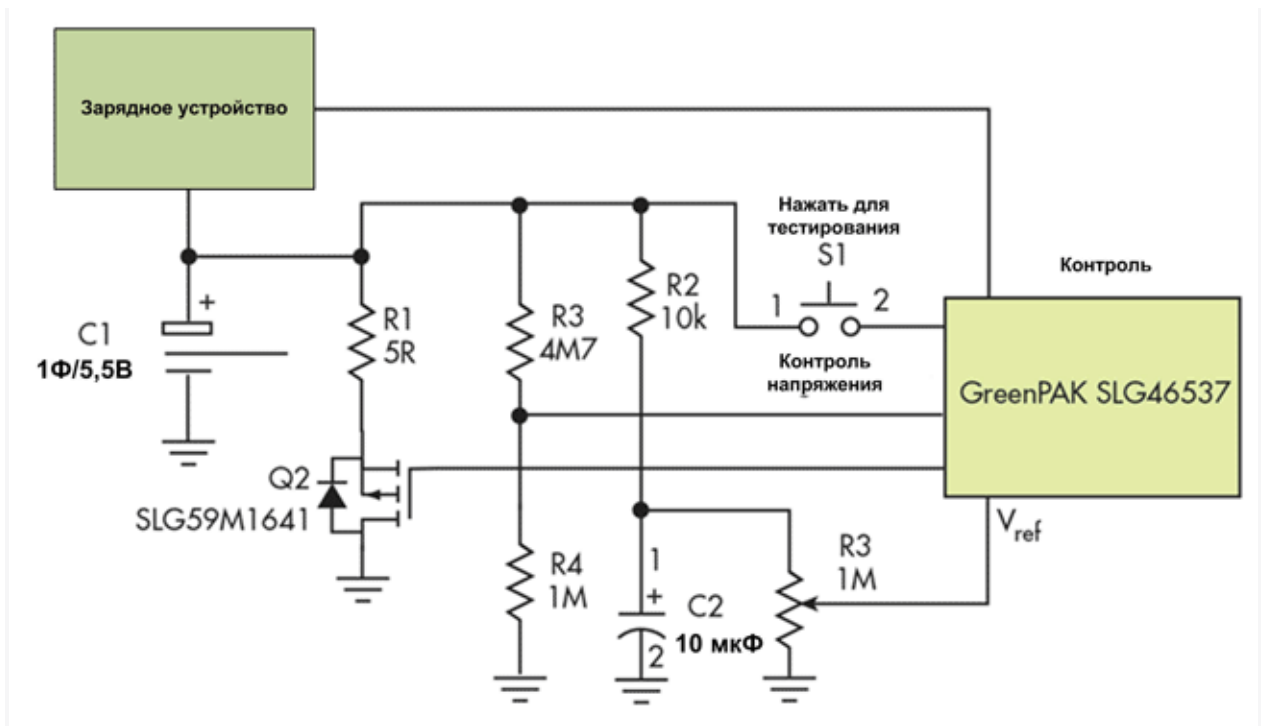 Зарядное устройство
Нажать для
тестирования
S1
1
2
Контроль
напряжения
Контроль
GreenPAK SLG46537
C1
1Ф/5,5В
+
R1
5R
R3
4M7
R2
10k
Q2
SLG59M1641
R4
1M
1
+
C2
10 мкФ
2
R3
1M
Vref